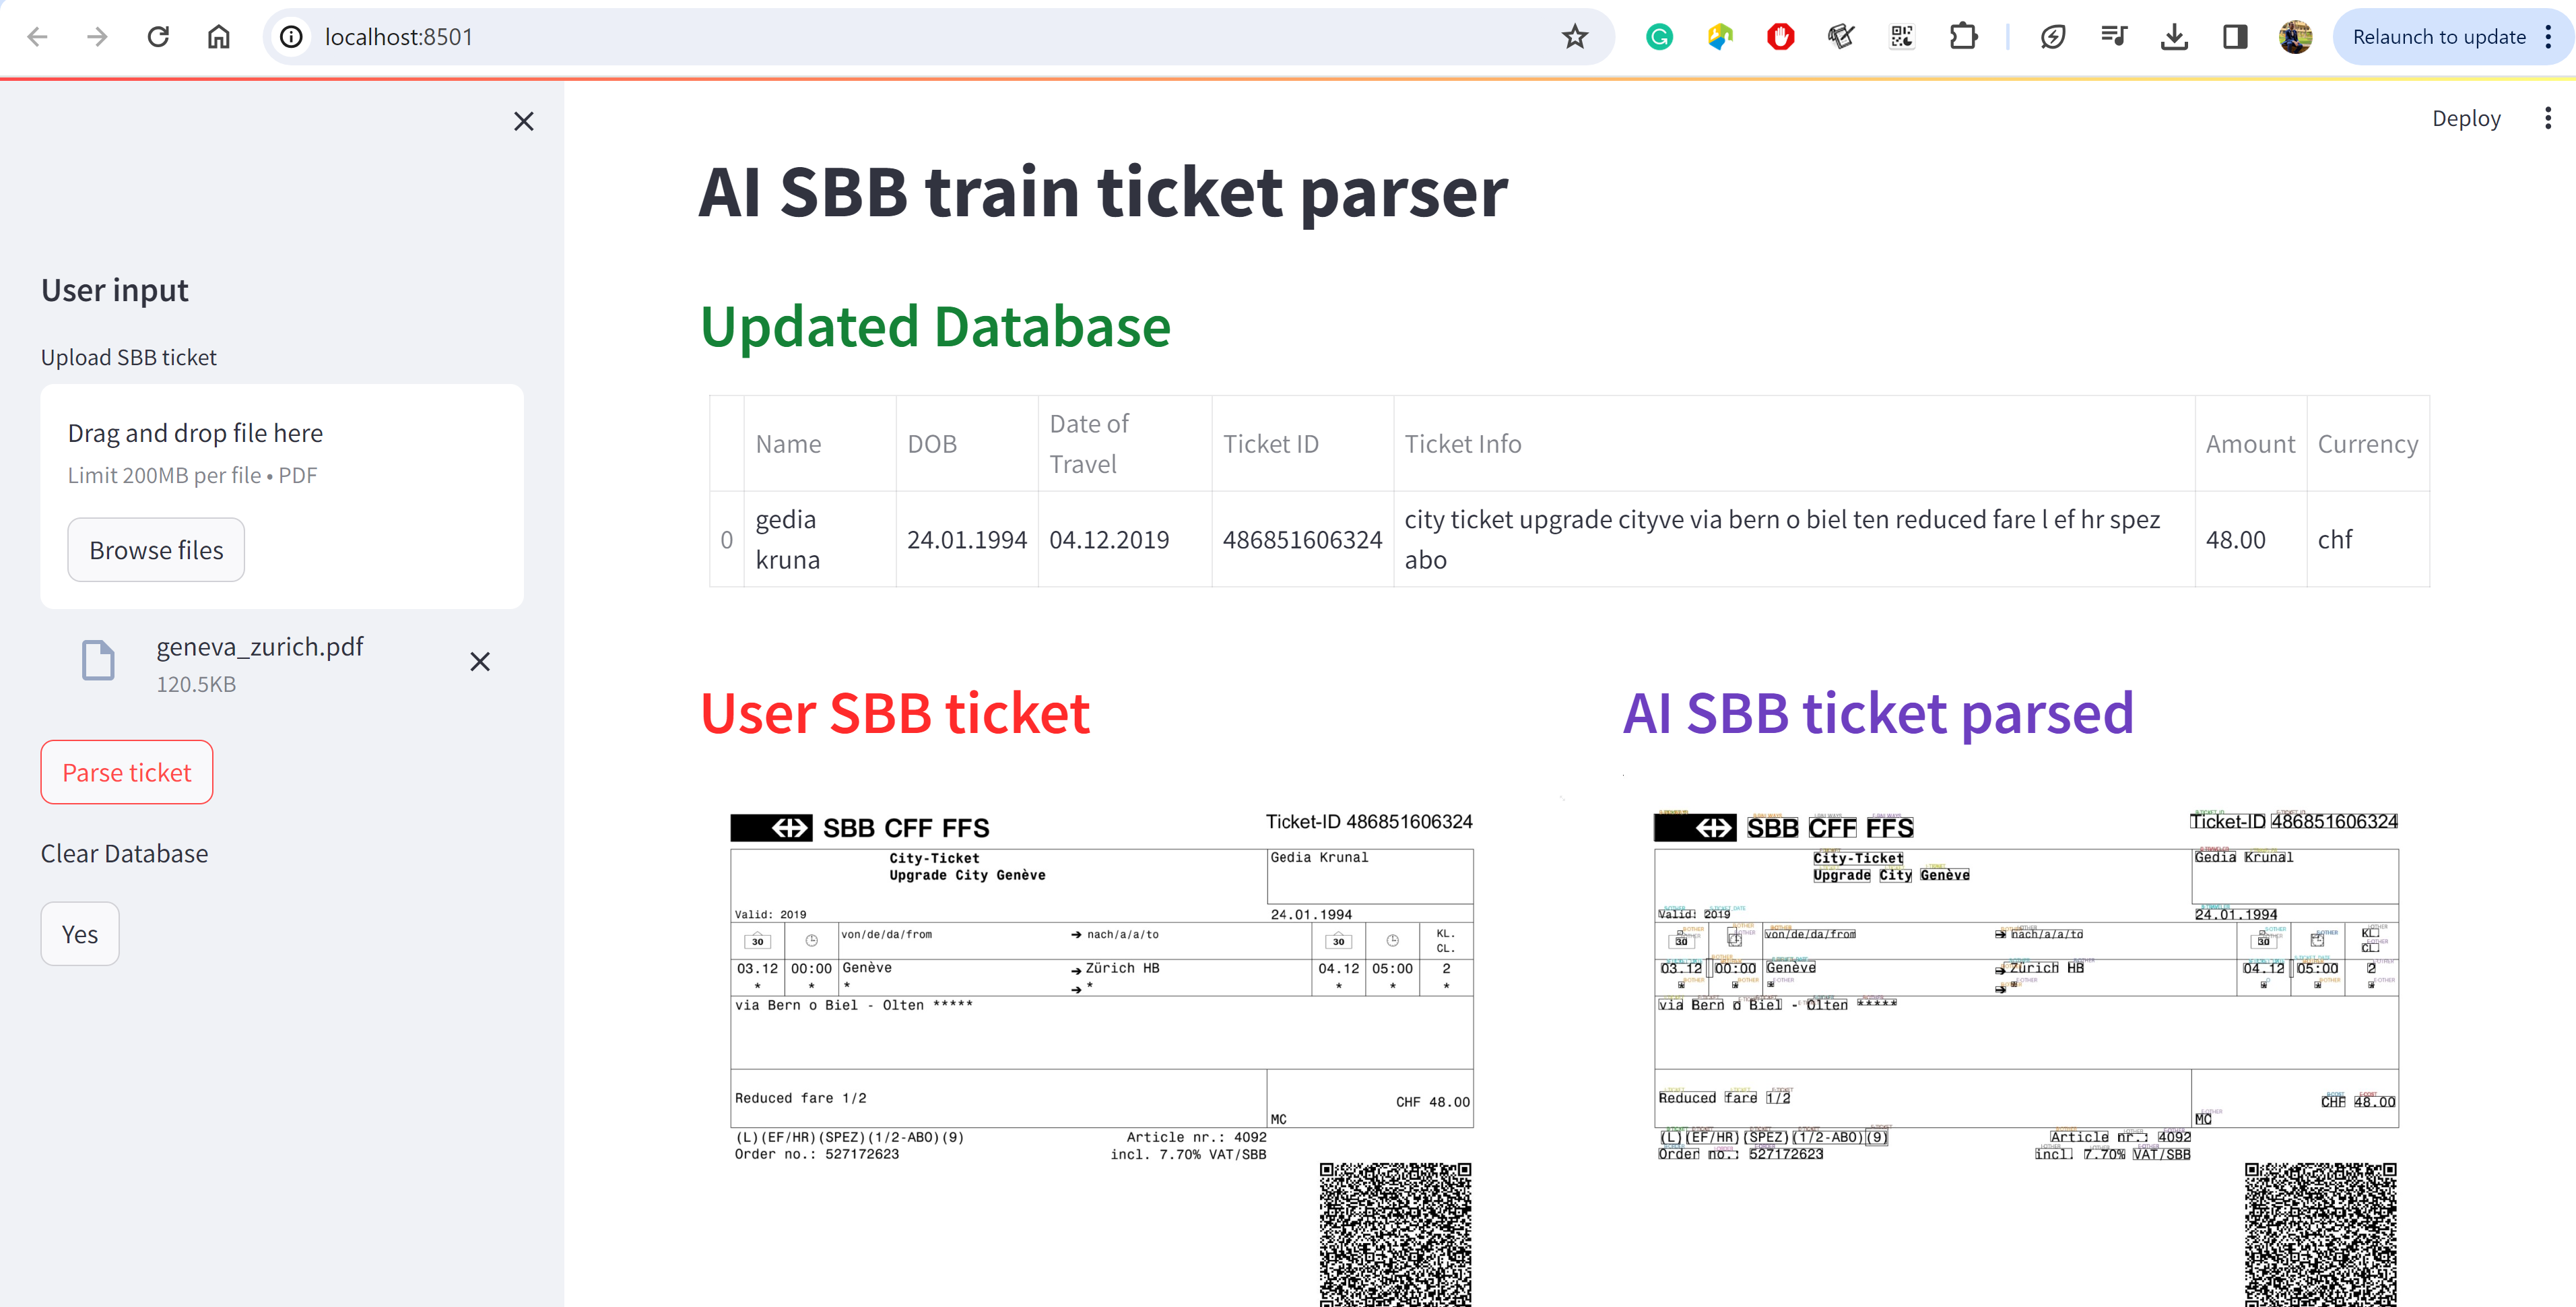 localhost:8501
Relaunch to update
Deploy
User input
Upload SBB ticket
Drag and drop file here
Limit 200MB per file • PDF
Browse files
geneva_zurich.pdf
120.5KB
Parse ticket
Clear Database
Yes
AI SBB train ticket parser
Updated Database
Name DOB Date of Travel Ticket ID Ticket Info Amount Currency
0 gedia kruna 24.01.1994 04.12.2019 486851606324 city ticket upgrade cityve via bern o biel ten reduced fare l ef hr spez abo 48.00 chf
User SBB ticket
SBB CFF FFS Ticket-ID 486851606324
City-Ticket Gedia Krunal
Upgrade City Genève
Valid: 2019 24.01.1994
30 von/de/da/from ➔ nach/a/a/to 30 KL.
CL.
03.12 00:00 Genève ➔ Zürich HB 04.12 05:00 2
* * * ➔ * * * *
via Bern o Biel - Olten *****
Reduced fare 1/2 CHF 48.00
MC
(L)(EF/HR)(SPEZ)(1/2-ABO)(9) Article nr.: 4092
Order no.: 527172623 incl. 7.70% VAT/SBB
AI SBB ticket parsed
SBB CFF FFS Ticket-ID 486851606324
City-Ticket Gedia Krunal
Upgrade City Genève
Valid: 2019 24.01.1994
30 von/de/da/from ➔ nach/a/a/to 30 KL.
CL.
03.12 00:00 Genève ➔ Zürich HB 04.12 05:00 2
* * * ➔ * * * *
via Bern o Biel - Olten *****
Reduced fare 1/2 CHF 48.00
MC
(L)(EF/HR)(SPEZ)(1/2-ABO)(9) Article nr.: 4092
Order no.: 527172623 incl. 7.70% VAT/SBB